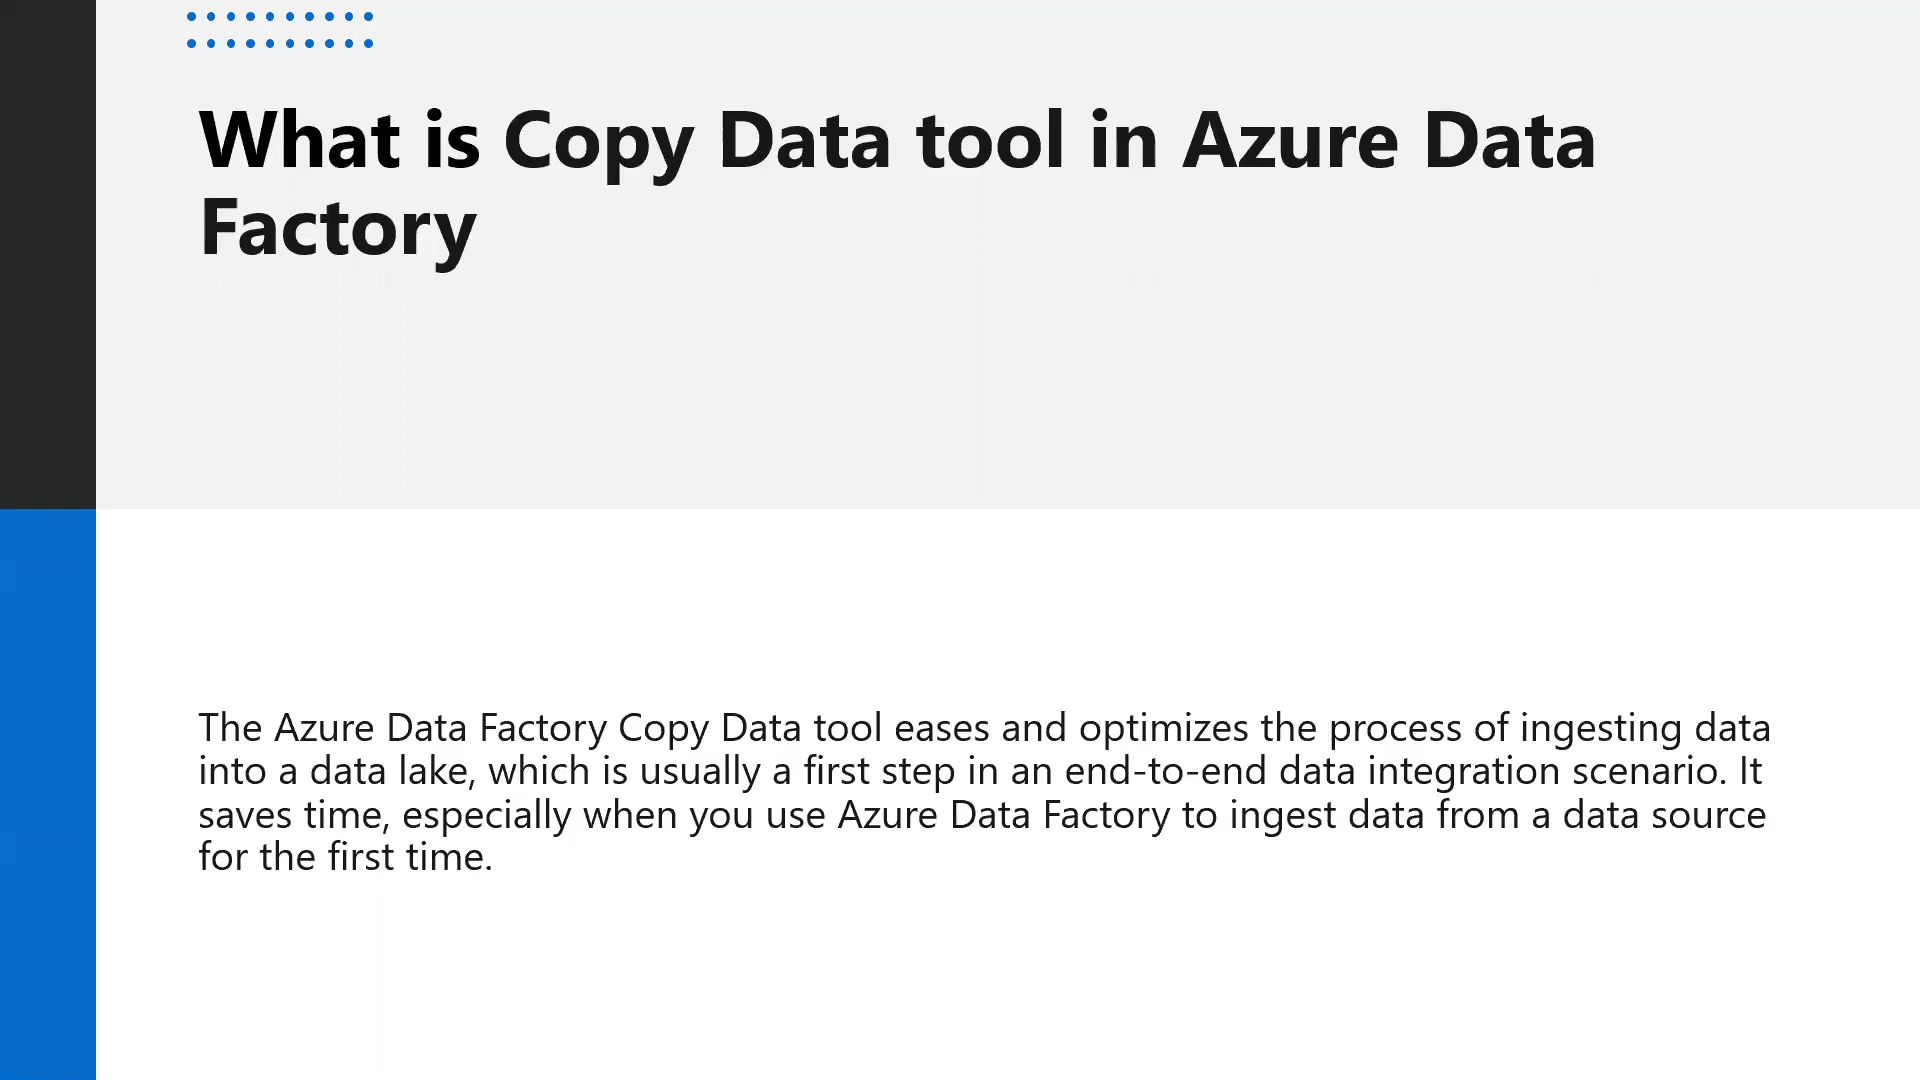 What is Copy Data tool in Azure Data
Factory
The Azure Data Factory Copy Data tool eases and optimizes the process of ingesting data
into a data lake, which is usually a first step in an end-to-end data integration scenario. It
saves time, especially when you use Azure Data Factory to ingest data from a data source
for the first time.